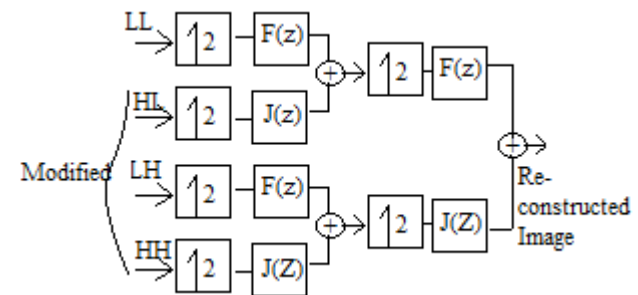 LL
2 F(z)
2 F(z)
HL
2 J(z)
Modified
LH
2 F(z)
Re-
constructed
Image
2 J(Z)
HH
2 J(Z)